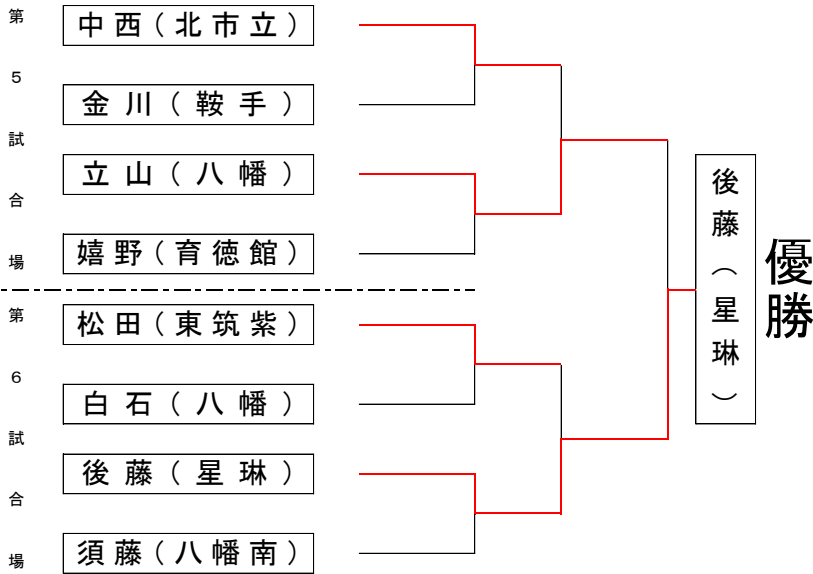 第5試合場
中西（北市立）
金川（鞍手）
立山（八幡）
嬉野（育徳館）
第6試合場
松田（東筑紫）
白石（八幡）
後藤（星琳）
須藤（八幡南）
後藤（星琳）
優勝